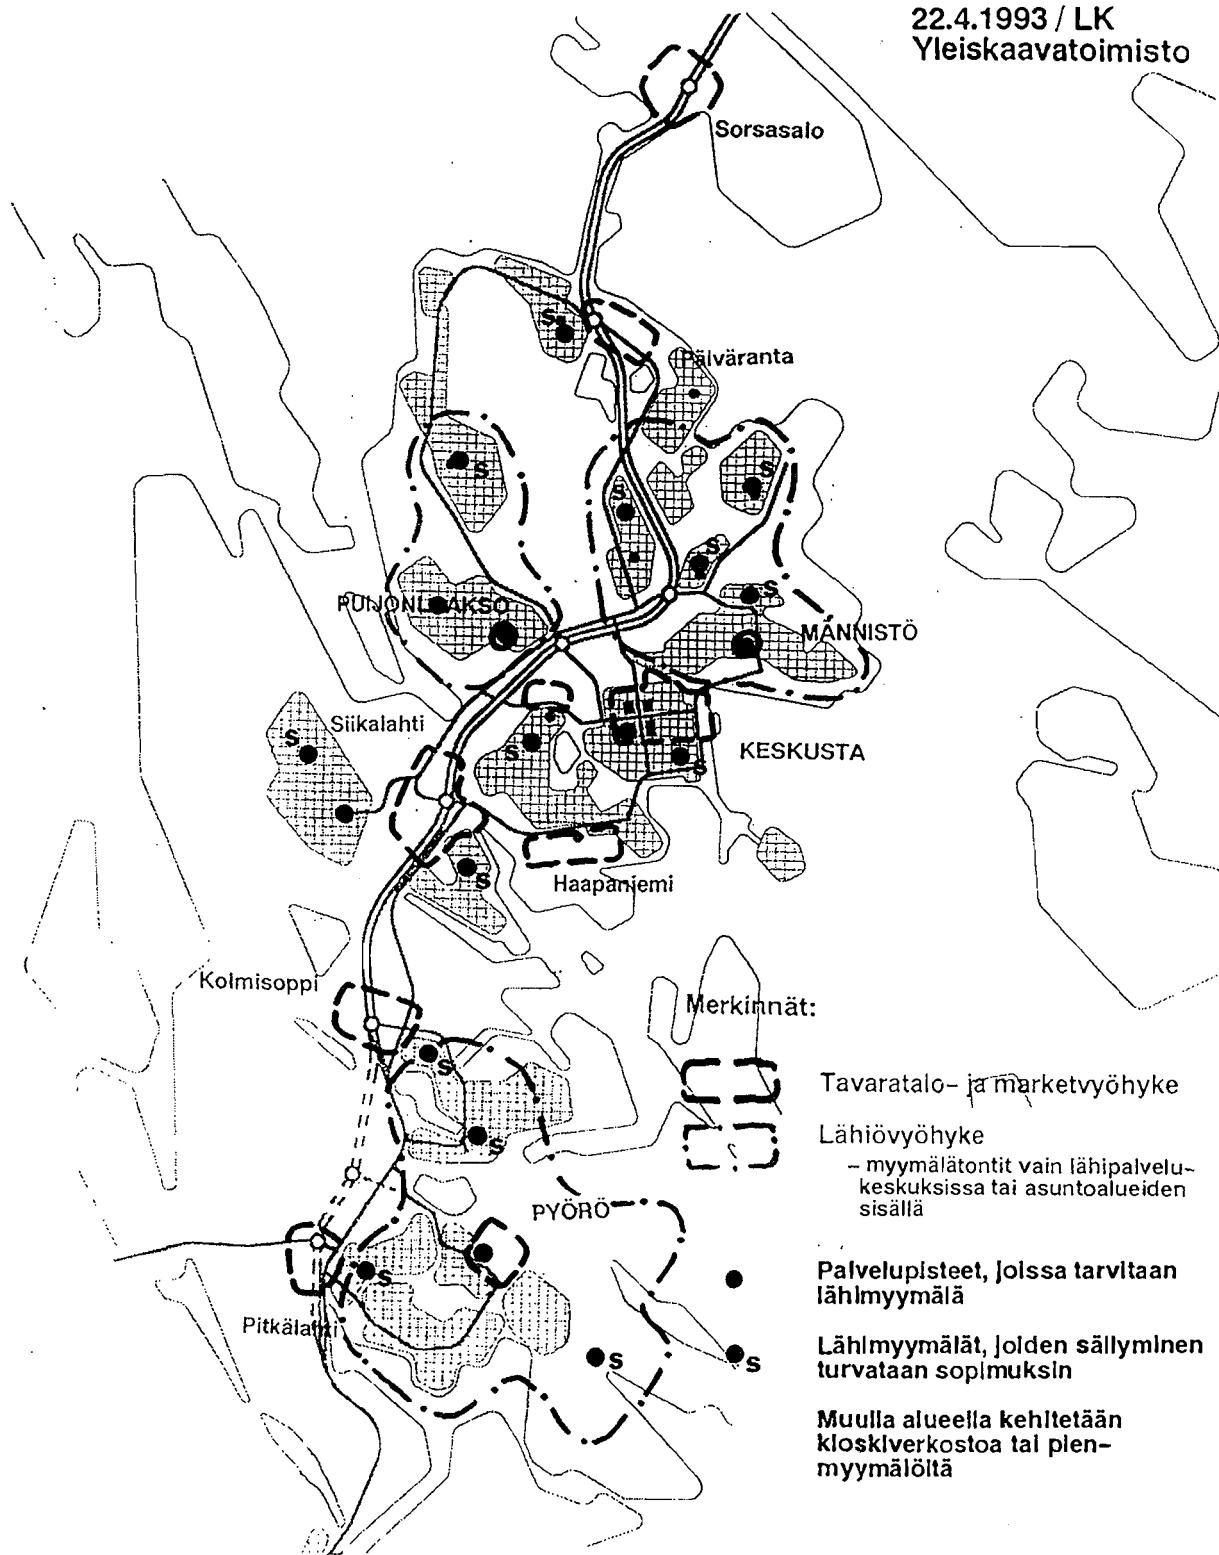 22.4.1993 / LK
Yleiskaavatoimisto
Sorsasalo
Päiväranta
S
S
S
S
S
S
PUIJONLAAKSO
MÄNNISTÖ
Siikalahti
S
S
KESKUSTA
S
S
Haapaniemi
Kolmisoppi
Merkinnät:
S
Tavaratalo- ja marketvyöhyke
Lähiövyöhyke
S
- myymälätontit vain lähipalvelu-
keskuksissa tai asuntoalueiden
sisällä
PYÖRÖ
S
Palvelupisteet, joissa tarvitaan
lähimyymälä
Pitkälahti
S
S
Lähimyymälät, joiden säilyminen
turvataan sopimuksin
Muulla alueella kehitetään
kioskiverkostoa tai pien-
myymälöitä